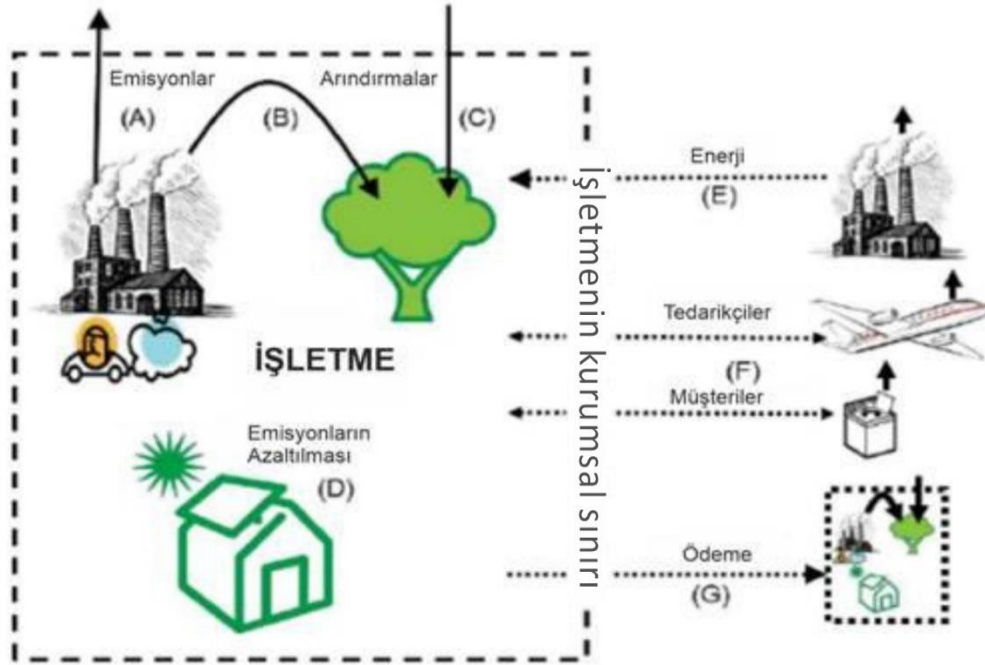 Emisyonlar
(A)
(B)
Arındırmalar
(C)
İŞLETME
Emisyonların
Azaltılması
(D)
İşletmenin kurumsal sınırı
Enerji
(E)
Tedarikçiler
(F)
Müşteriler
Ödeme
(G)